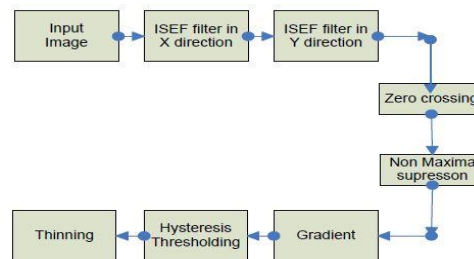 Input
Image
ISEF filter in
X direction
ISEF filter in
Y direction
Zero crossing
Non Maxima
supresson
Gradient
Hysteresis
Thresholding
Thinning